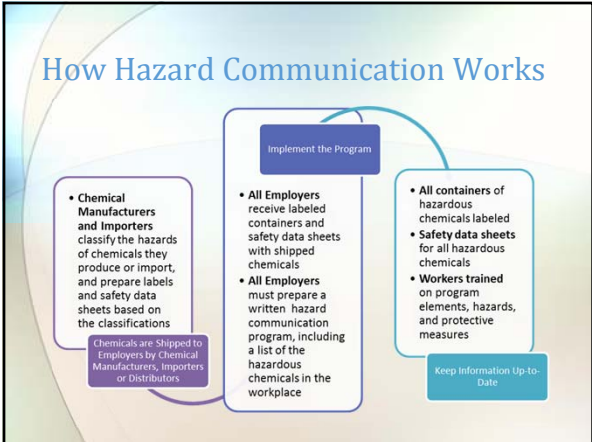 How Hazard Communication Works
• Chemical
Manufacturers
and Importers
classify the hazards
of chemicals they
produce or import,
and prepare labels
and safety data
sheets based on
the classifications
Chemicals are Shipped to
Employers by Chemical
Manufacturers, Importers
or Distributors
Implement the Program
• All Employers
receive labeled
containers and
safety data sheets
with shipped
chemicals
• All Employers
must prepare a
written hazard
communication
program, including
a list of the
hazardous
chemicals in the
workplace
• All containers of
hazardous
chemicals labeled
• Safety data sheets
for all hazardous
chemicals
• Workers trained
on program
elements, hazards,
and protective
measures
Keep Information Up-to-
Date